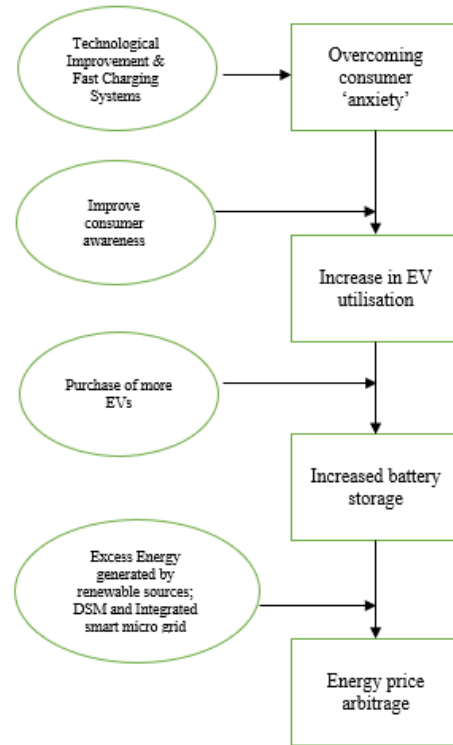 Technological
Improvement &
Fast Charging
Systems
Overcoming
consumer
‘anxiety’
Improve
consumer
awareness
Increase in EV
utilisation
Purchase of more
EVs
Increased battery
storage
Excess Energy
generated by
renewable sources;
DSM and Integrated
smart micro grid
Energy price
arbitrage